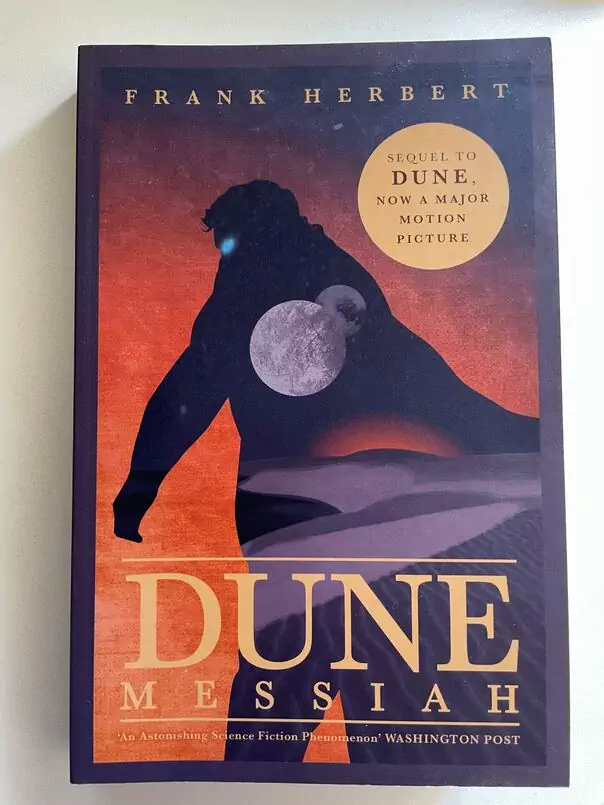 FRANK HERBERT
SEQUEL TO
DUNE,
NOW A MAJOR
MOTION
PICTURE
DUNE
MESSIAH
‘An Astonishing Science Fiction Phenomenon’ WASHINGTON POST